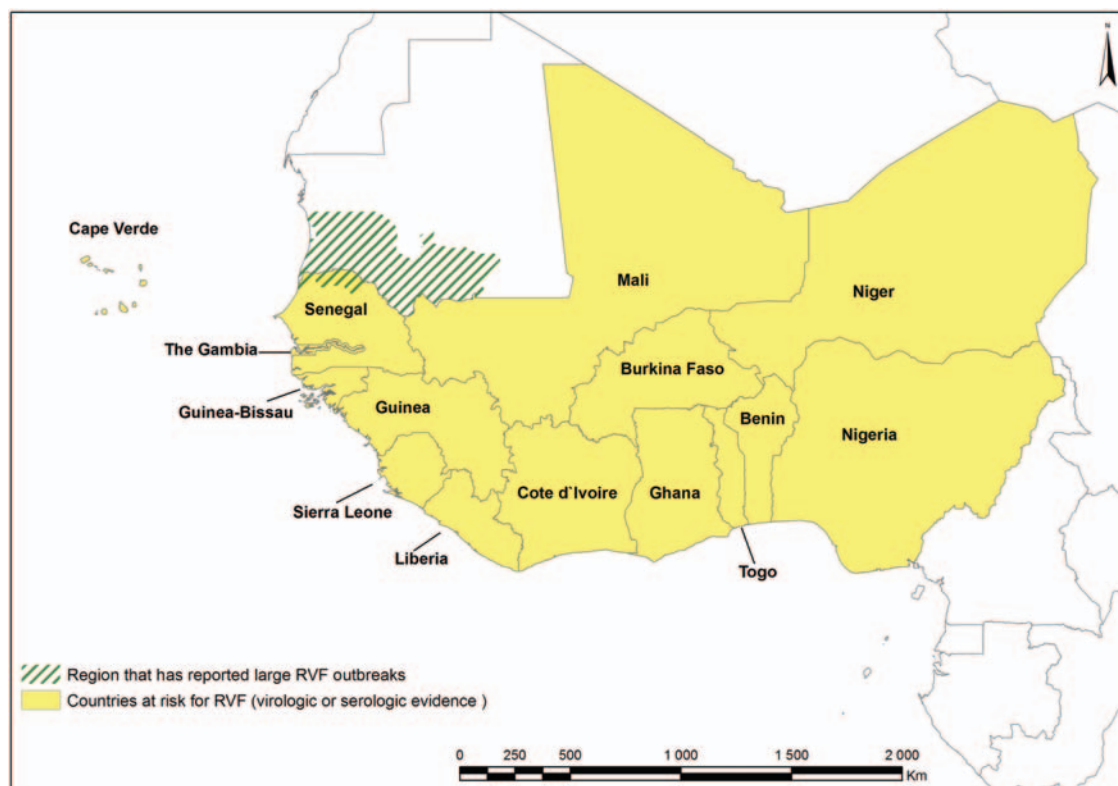 N
Cape Verde
Mali
Niger
Senegal
The Gambia
Burkina Faso
Guinea-Bissau
Guinea
Benin
Nigeria
Cote d`Ivoire
Ghana
Sierra Leone
Liberia
Togo
Region that has reported large RVF outbreaks
Countries at risk for RVF (virologic or serologic evidence )
0 250 500 1 000 1 500 2 000
Km